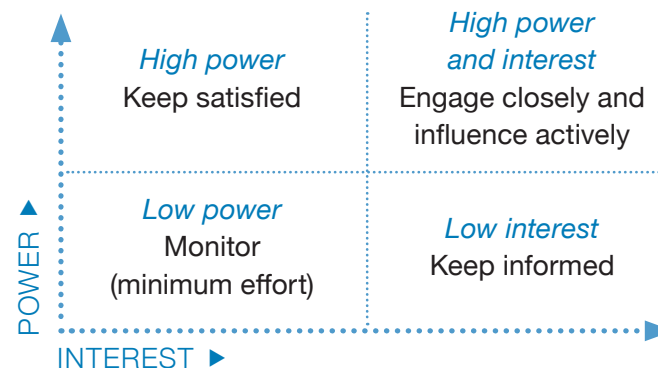 High power
Keep satisfied
High power
and interest
Engage closely and
influence actively
Low power
Monitor
(minimum effort)
Low interest
Keep informed
POWER ▶
INTEREST ▶